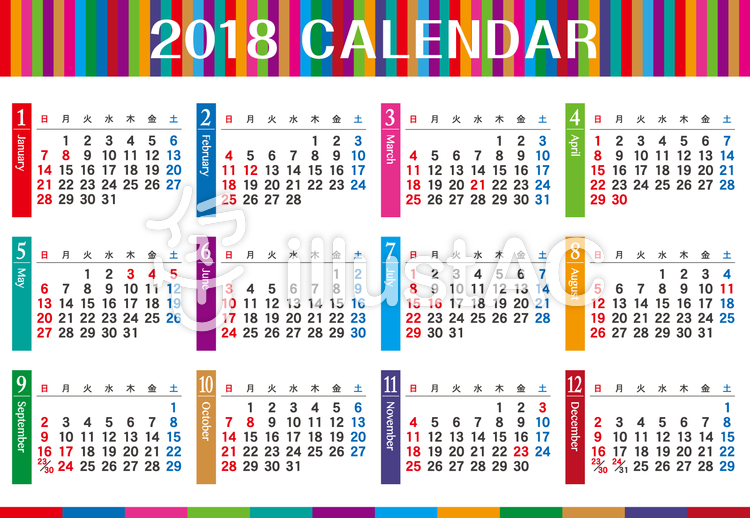 2018 CALENDAR
1 January
日 月 火 水 木 金 土
1 2 3 4 5 6
7 8 9 10 11 12 13
14 15 16 17 18 19 20
21 22 23 24 25 26 27
28 29 30 31
2 February
日 月 火 水 木 金 土
1 2 3
4 5 6 7 8 9 10
11 12 13 14 15 16 17
18 19 20 21 22 23 24
25 26 27 28
3 March
日 月 火 水 木 金 土
1 2 3
4 5 6 7 8 9 10
11 12 13 14 15 16 17
18 19 20 21 22 23 24
25 26 27 28 29 30 31
4 April
日 月 火 水 木 金 土
1 2 3 4 5 6 7
8 9 10 11 12 13 14
15 16 17 18 19 20 21
22 23 24 25 26 27 28
29 30
5 May
日 月 火 水 木 金 土
1 2 3 4 5
6 7 8 9 10 11 12
13 14 15 16 17 18 19
20 21 22 23 24 25 26
27 28 29 30 31
6 June
日 月 火 水 木 金 土
1 2
3 4 5 6 7 8 9
10 11 12 13 14 15 16
17 18 19 20 21 22 23
24 25 26 27 28 29 30
7 July
日 月 火 水 木 金 土
1 2 3 4 5 6 7
8 9 10 11 12 13 14
15 16 17 18 19 20 21
22 23 24 25 26 27 28
29 30 31
8 August
日 月 火 水 木 金 土
1 2 3 4
5 6 7 8 9 10 11
12 13 14 15 16 17 18
19 20 21 22 23 24 25
26 27 28 29 30 31
9 September
日 月 火 水 木 金 土
1
2 3 4 5 6 7 8
9 10 11 12 13 14 15
16 17 18 19 20 21 22
23/30 24 25 26 27 28 29
10 October
日 月 火 水 木 金 土
1 2 3 4 5 6
7 8 9 10 11 12 13
14 15 16 17 18 19 20
21 22 23 24 25 26 27
28 29 30 31
11 November
日 月 火 水 木 金 土
1 2 3
4 5 6 7 8 9 10
11 12 13 14 15 16 17
18 19 20 21 22 23 24
25 26 27 28 29 30
12 December
日 月 火 水 木 金 土
1
2 3 4 5 6 7 8
9 10 11 12 13 14 15
16 17 18 19 20 21 22
23/30 24/31 25 26 27 28 29
illustAC